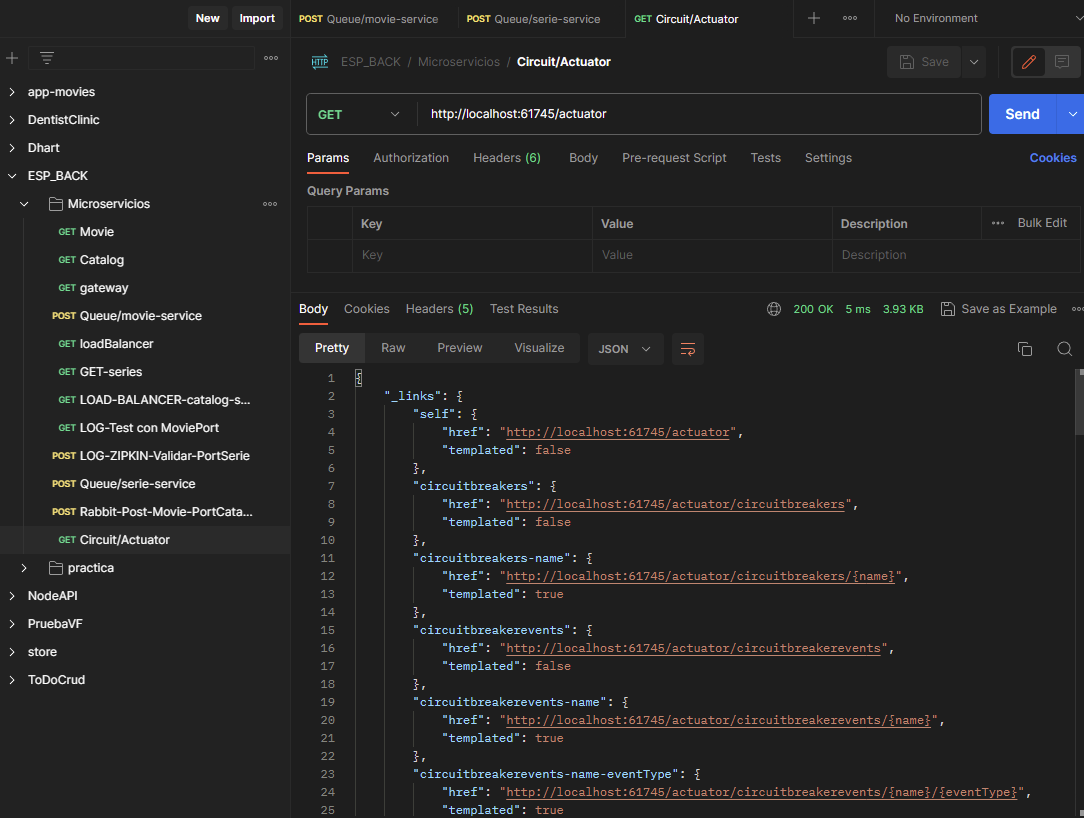 New Import
POST Queue/movie-service POST Queue/serie-service GET Circuit/Actuator No Environment
HTTP ESP_BACK / Microservicios / Circuit/Actuator Save
app-movies
DentistClinic
Dhart
ESP_BACK
Microservicios
GET Movie
GET Catalog
GET gateway
POST Queue/movie-service
GET loadBalancer
GET GET-series
GET LOAD-BALANCER-catalog-s...
GET LOG-Test con MoviePort
POST LOG-ZIPKIN-Validar-PortSerie
POST Queue/serie-service
POST Rabbit-Post-Movie-PortCata...
GET Circuit/Actuator
practica
NodeAPI
PruebaVF
store
ToDoCrud
GET http://localhost:61745/actuator Send
Params Authorization Headers (6) Body Pre-request Script Tests Settings Cookies
Query Params
Key Value Description Bulk Edit
Key Value Description
Body Cookies Headers (5) Test Results 200 OK 5 ms 3.93 KB Save as Example
Pretty Raw Preview Visualize JSON
1 {
2 "_links": {
3 "self": {
4 "href": "http://localhost:61745/actuator",
5 "templated": false
6 },
7 "circuitbreakers": {
8 "href": "http://localhost:61745/actuator/circuitbreakers",
9 "templated": false
10 },
11 "circuitbreakers-name": {
12 "href": "http://localhost:61745/actuator/circuitbreakers/{name}",
13 "templated": true
14 },
15 "circuitbreakerevents": {
16 "href": "http://localhost:61745/actuator/circuitbreakerevents",
17 "templated": false
18 },
19 "circuitbreakerevents-name": {
20 "href": "http://localhost:61745/actuator/circuitbreakerevents/{name}",
21 "templated": true
22 },
23 "circuitbreakerevents-name-eventType": {
24 "href": "http://localhost:61745/actuator/circuitbreakerevents/{name}/{eventType}",
25 "templated": true